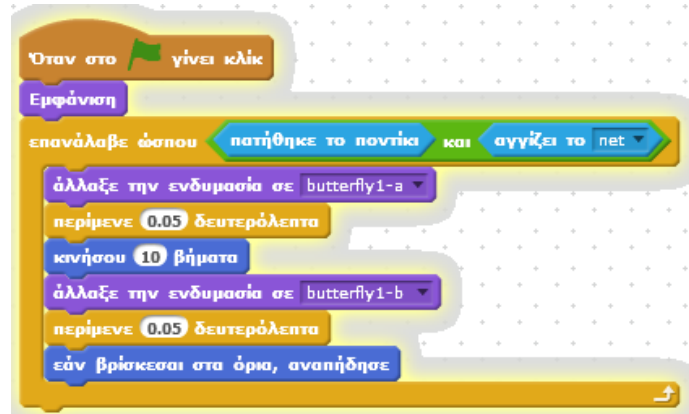 Όταν στο γίνει κλίκ
Εμφάνιση
επανάλαβε ώσπου πατήθηκε το ποντίκι και αγγίζει το net
άλλαξε την ενδυμασία σε butterfly1-a
περίμενε 0.05 δευτερόλεπτα
κινήσου 10 βήματα
άλλαξε την ενδυμασία σε butterfly1-b
περίμενε 0.05 δευτερόλεπτα
εάν βρίσκεσαι στα όρια, αναπήδησε